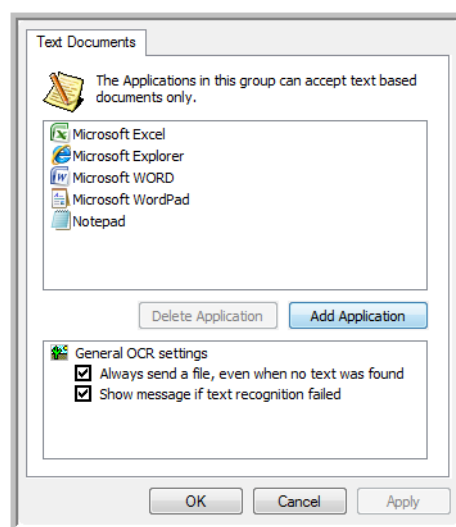 Text Documents
The Applications in this group can accept text based
documents only.
Microsoft Excel
Microsoft Explorer
Microsoft WORD
Microsoft WordPad
Notepad
Delete Application Add Application
General OCR settings
Always send a file, even when no text was found
Show message if text recognition failed
OK Cancel Apply